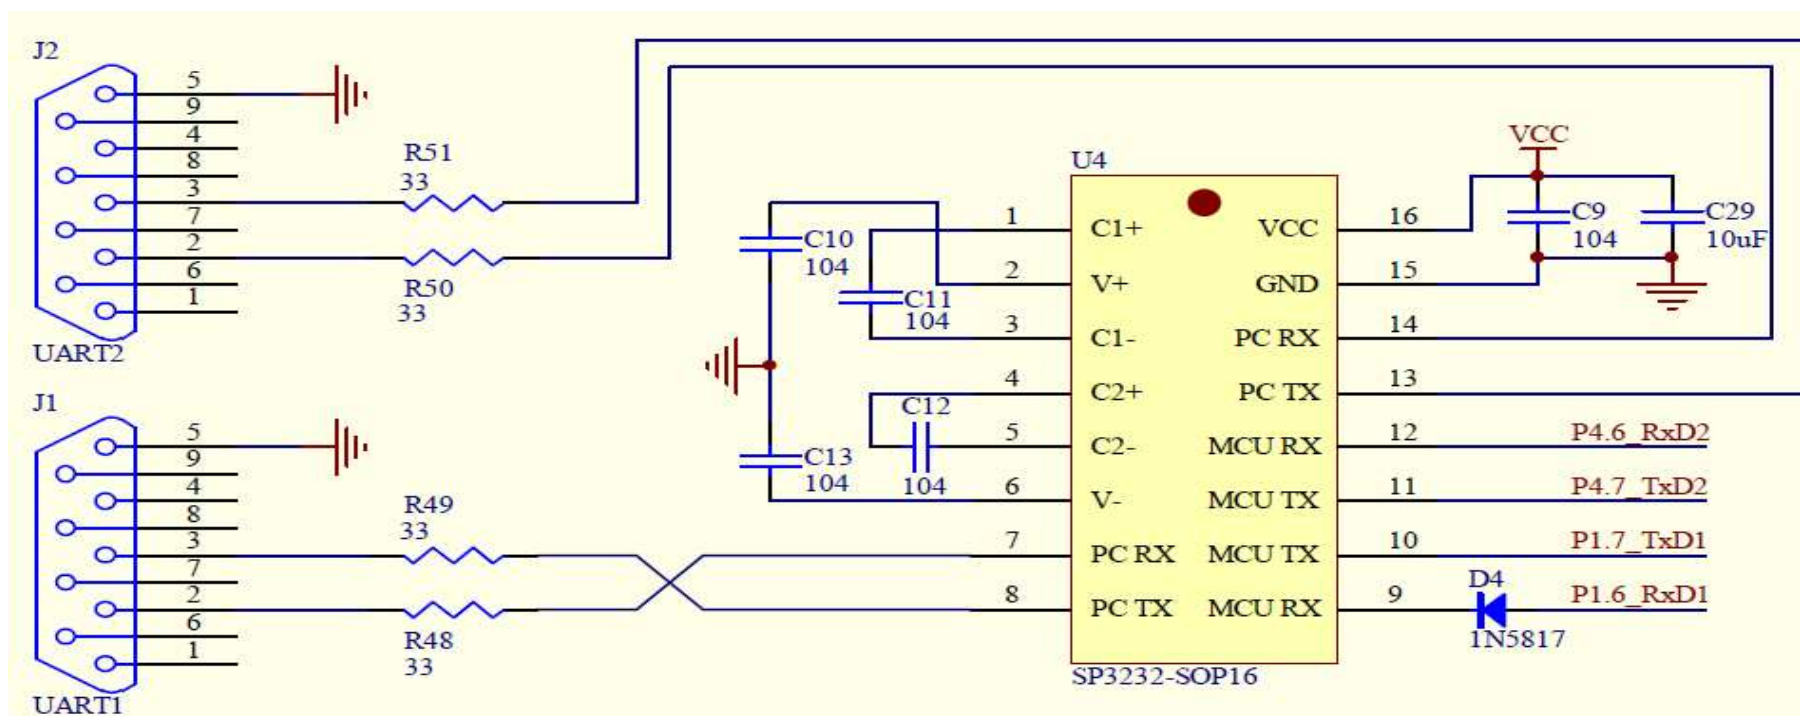 J2
5
9
4
8
3
7
2
6
1
UART2
R51
33
R50
33
J1
5
9
4
8
3
7
2
6
1
UART1
R49
33
R48
33
C10
104
C11
104
C12
104
C13
104
U4
1 C1+ VCC 16
2 V+ GND 15
3 C1- PC RX 14
4 C2+ PC TX 13
5 C2- MCU RX 12 P4.6_RxD2
6 V- MCU TX 11 P4.7_TxD2
7 PC RX MCU TX 10 P1.7_TxD1
8 PC TX MCU RX 9 P1.6_RxD1
SP3232-SOP16
VCC
C9
104
C29
10uF
D4
1N5817